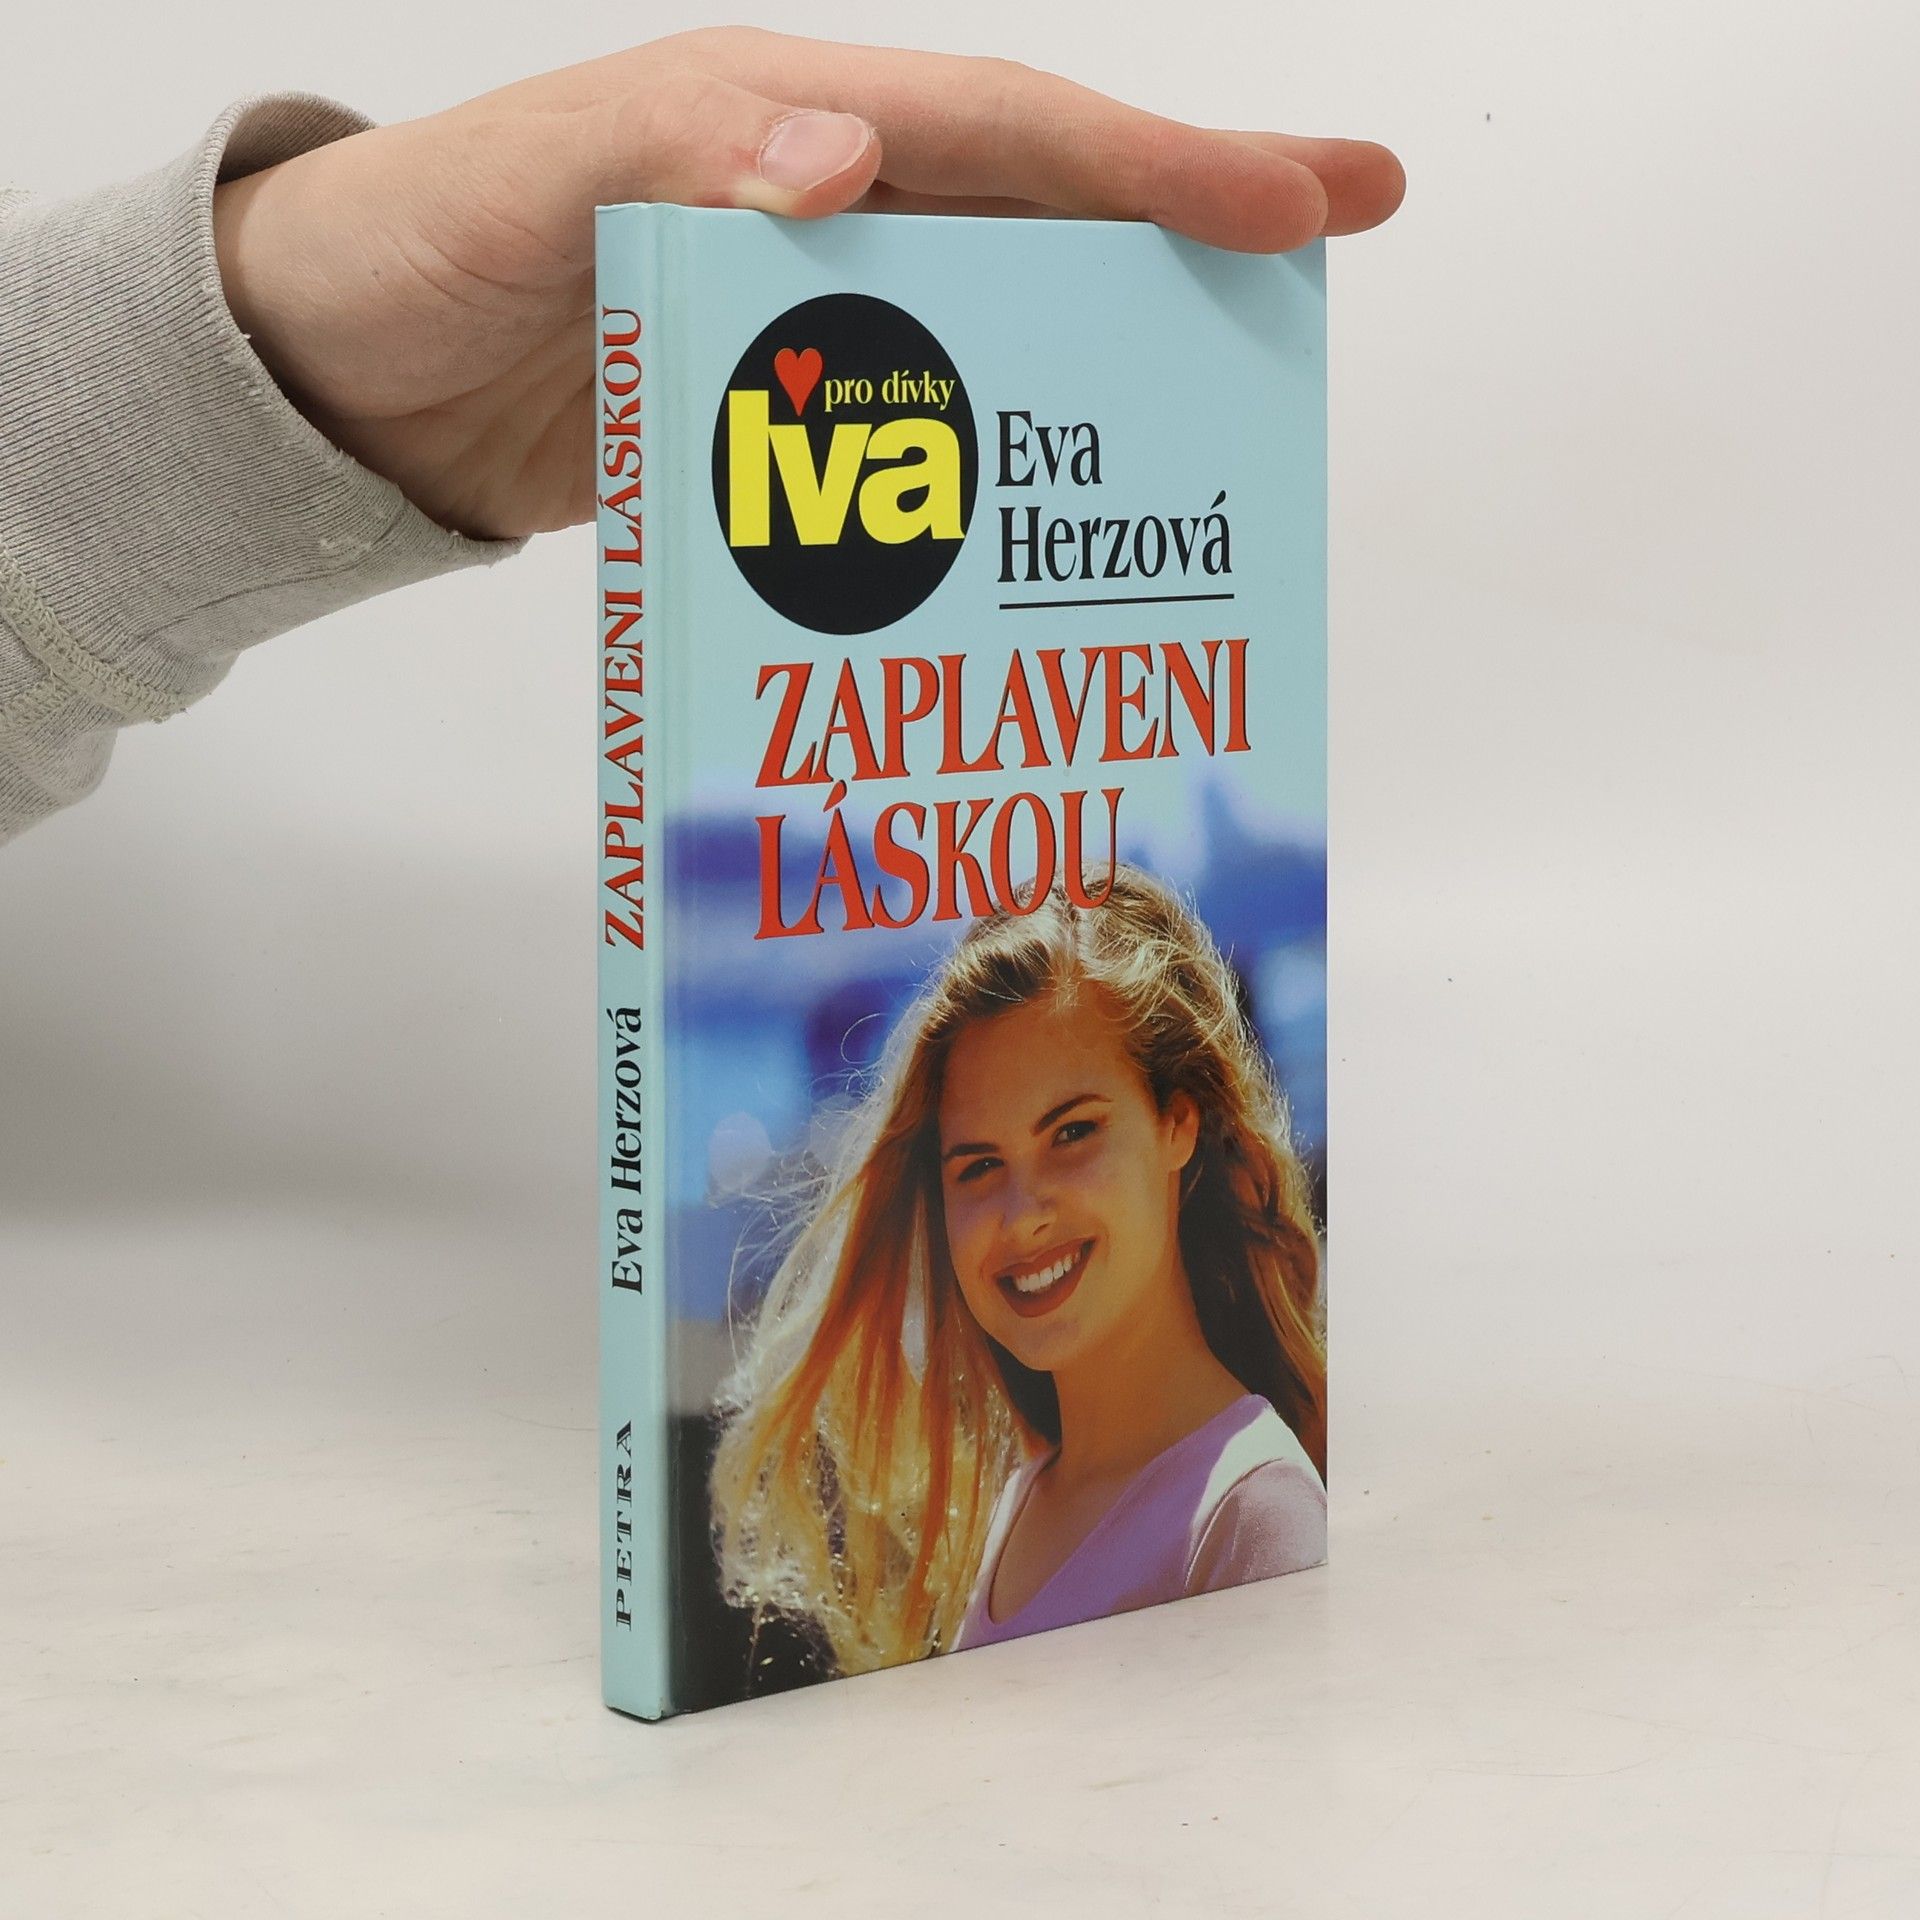 pro dívky
Iva
Eva
Herzová
ZAPLAVENI
LÁSKOU
PETRA Eva Herzová ZAPLAVENI LÁSKOU